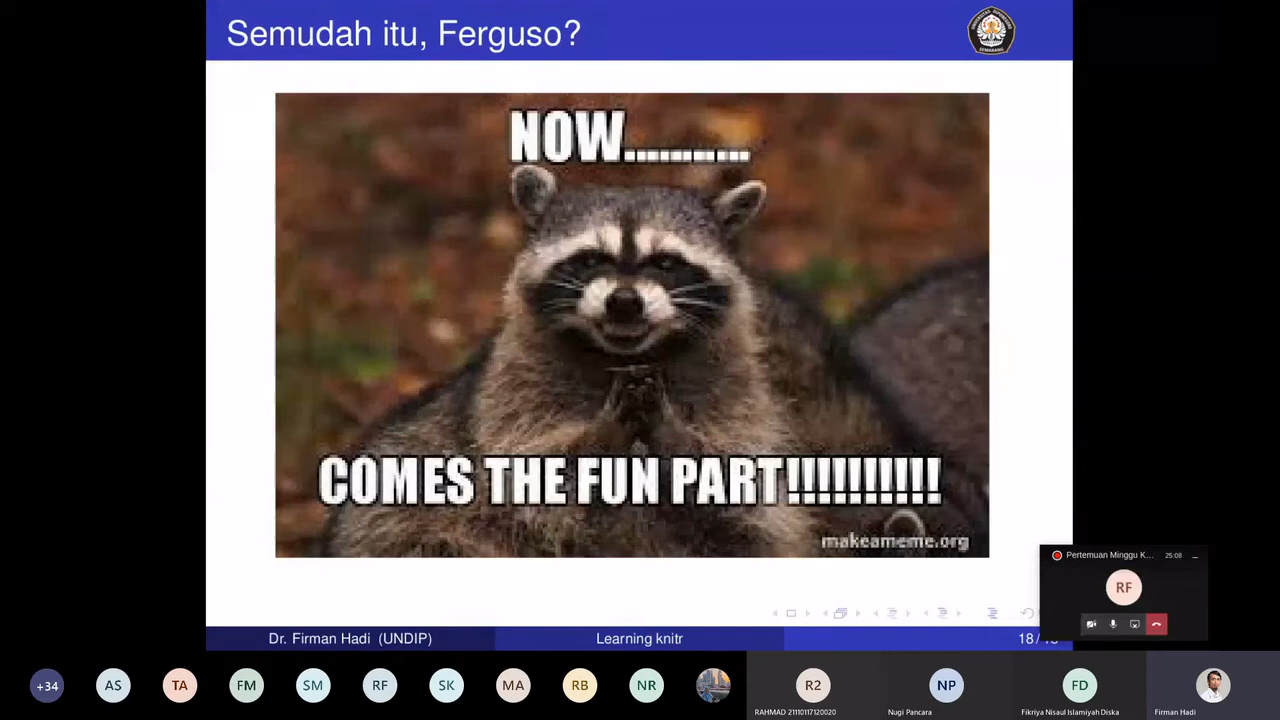 Semudah itu, Ferguso?
NOW...........
COMES THE FUN PART!!!!!!!!!!
makeameme.org
Pertemuan Minggu K... 25:08
RF
Dr. Firman Hadi (UNDIP) Learning knitr 18 /
+34 AS TA FM SM RF SK MA RB NR R2 NP FD
RAHMAD 21110117120020 Nugi Pancara Fikriya Nisaul Islamiyah Diska Firman Hadi